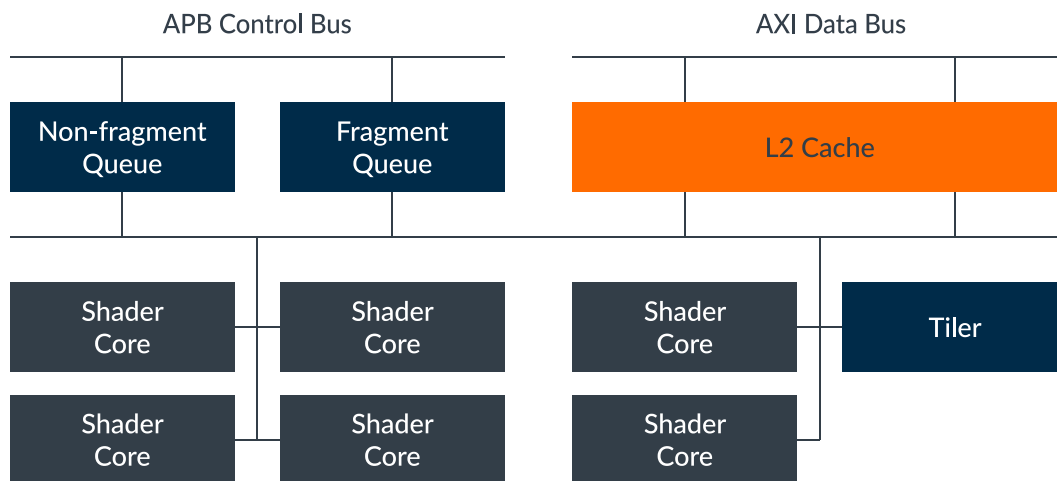 APB Control Bus
AXI Data Bus
Non-fragment
Queue
Fragment
Queue
L2 Cache
Shader
Core
Shader
Core
Shader
Core
Tiler
Shader
Core
Shader
Core
Shader
Core